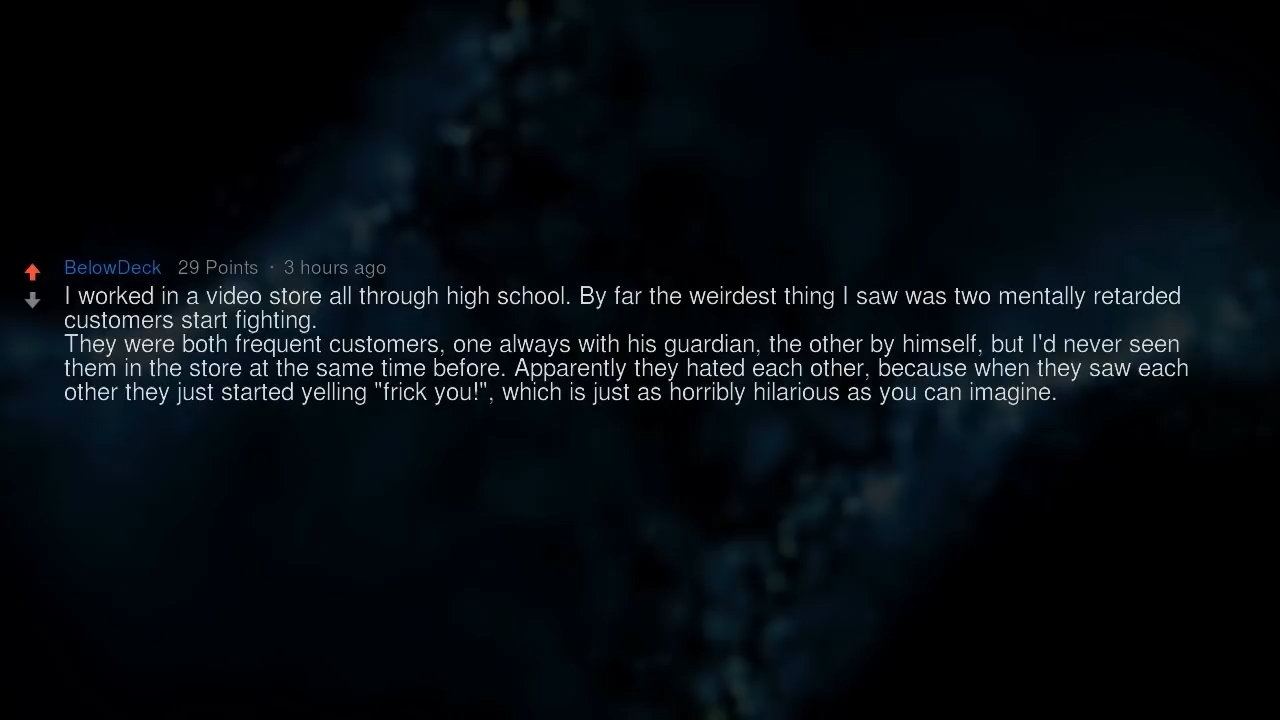 BelowDeck 29 Points · 3 hours ago
I worked in a video store all through high school. By far the weirdest thing I saw was two mentally retarded
customers start fighting.
They were both frequent customers, one always with his guardian, the other by himself, but I'd never seen
them in the store at the same time before. Apparently they hated each other, because when they saw each
other they just started yelling "frick you!", which is just as horribly hilarious as you can imagine.